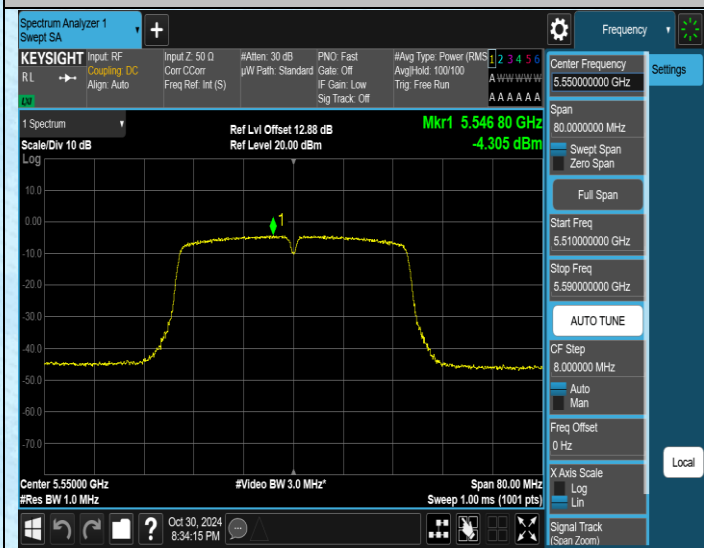 Spectrum Analyzer 1
Swept SA
Frequency
KEYSIGHT
RL
LXI
Input: RF
Coupling: DC
Align: Auto
Input Z: 50 Ω
Corr CCorr
Freq Ref: Int (S)
#Atten: 30 dB
µW Path: Standard
PNO: Fast
Gate: Off
IF Gain: Low
Sig Track: Off
#Avg Type: Power (RMS
Avg|Hold: 100/100
Trig: Free Run
1 2 3 4 5 6
A W W W W W
A A A A A A
1 Spectrum
Scale/Div 10 dB
Log
Ref Lvl Offset 12.88 dB
Ref Level 20.00 dBm
Mkr1 5.546 80 GHz
-4.305 dBm
10.0
0.00
-10.0
-20.0
-30.0
-40.0
-50.0
-60.0
-70.0
1
Center 5.55000 GHz
#Res BW 1.0 MHz
#Video BW 3.0 MHz*
Span 80.00 MHz
Sweep 1.00 ms (1001 pts)
Oct 30, 2024
8:34:15 PM
?
Center Frequency
5.550000000 GHz
Span
80.0000000 MHz
Swept Span
Zero Span
Full Span
Start Freq
5.510000000 GHz
Stop Freq
5.590000000 GHz
AUTO TUNE
CF Step
8.000000 MHz
Auto
Man
Freq Offset
0 Hz
X Axis Scale
Log
Lin
Signal Track
(Span Zoom)
Settings
Local